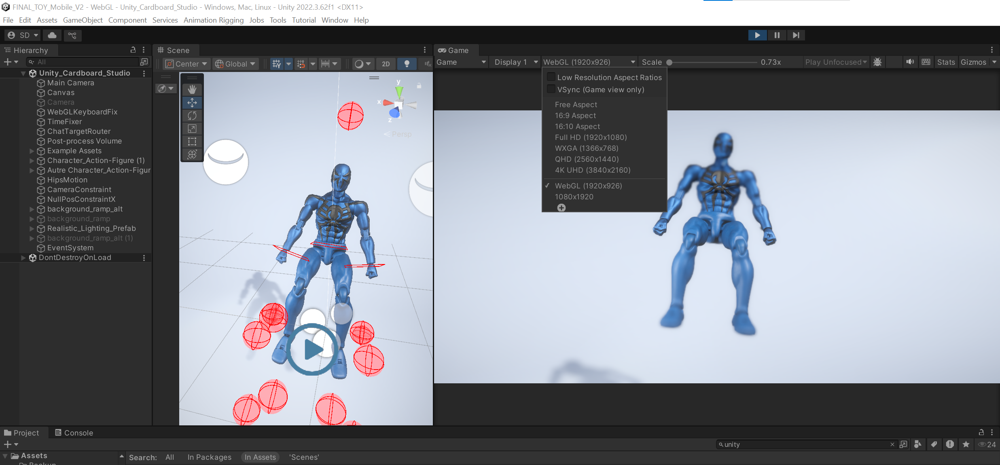 FINAL_TOY_Mobile_V2 - WebGL - Unity_Cardboard_Studio - Windows, Mac, Linux - Unity 2022.3.62f1 <DX11>
File Edit Assets GameObject Component Services Animation Rigging Jobs Tools Tutorial Window Help
SD
Hierarchy
All
Unity_Cardboard_Studio
Main Camera
Canvas
Camera
WebGLKeyboardFix
TimeFixer
ChatTargetRouter
Post-process Volume
Example Assets
Character_Action-Figure (1)
Autre Character_Action-Figur
HipsMotion
CameraConstraint
NullPosConstraintX
background_ramp_alt
background_ramp
Realistic_Lighting_Prefab
background_ramp_alt (1)
EventSystem
DontDestroyOnLoad
Scene
Center Global 2D
y
x
z
Persp
Game
Game Display 1 WebGL (1920x926) Scale 0.73x Play Unfocused Stats Gizmos
Low Resolution Aspect Ratios
VSync (Game view only)
Free Aspect
16:9 Aspect
16:10 Aspect
Full HD (1920x1080)
WXGA (1366x768)
QHD (2560x1440)
4K UHD (3840x2160)
WebGL (1920x926)
1080x1920
Project Console
unity
24
Assets
Backup
Search: All In Packages In Assets 'Scenes'